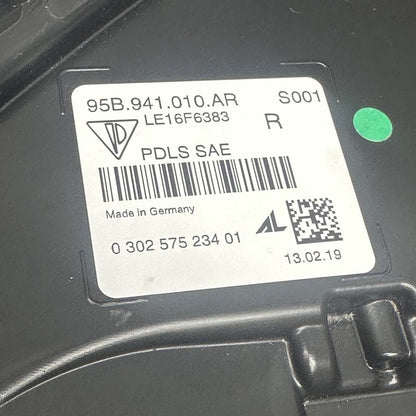 95B.941.010.AR S001
LE16F6383 R
PDLS SAE
Made in Germany
0 302 575 234 01 AL
13.02.19